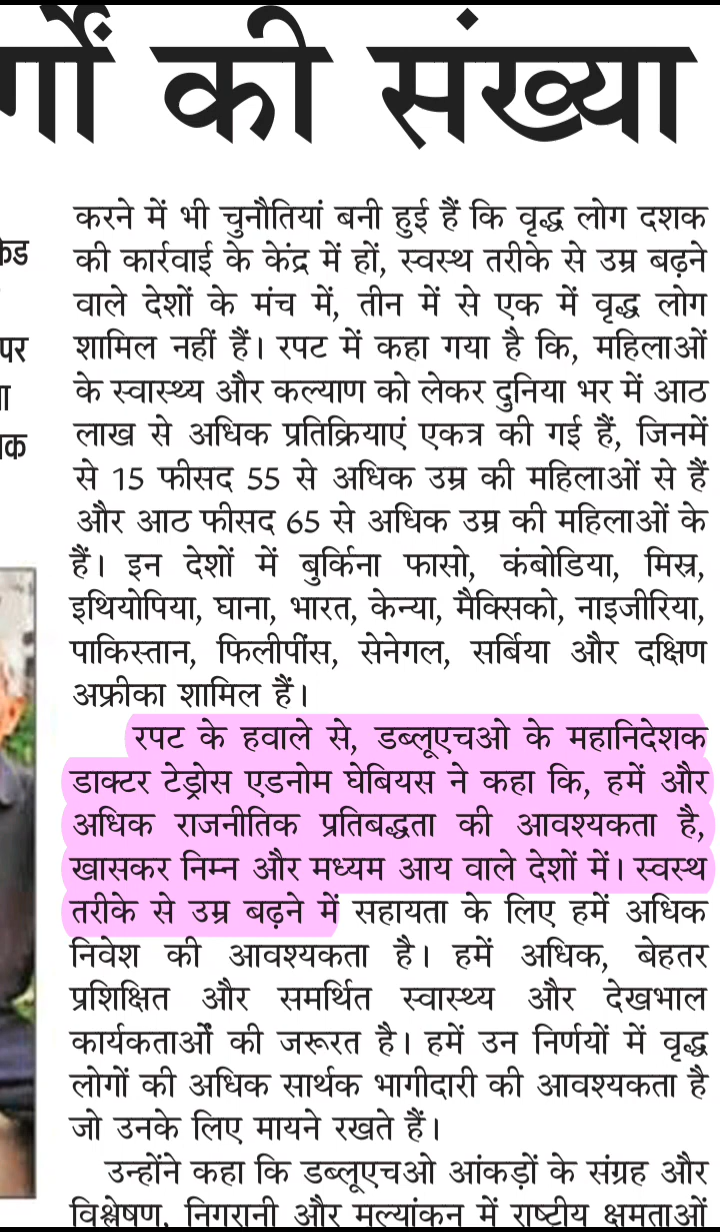 की संख्या
करने में भी चुनौतियां बनी हुई हैं कि वृद्ध लोग दशक
की कार्रवाई के केंद्र में हों, स्वस्थ तरीके से उम्र बढ़ने
वाले देशों के मंच में, तीन में से एक में वृद्ध लोग
पर
शामिल नहीं हैं। रपट में कहा गया है कि, महिलाओं
के स्वास्थ्य और कल्याण को लेकर दुनिया भर में आठ
लाख से अधिक प्रतिक्रियाएं एकत्र की गई हैं, जिनमें
से 15 फीसद 55 से अधिक उम्र की महिलाओं से हैं
और आठ फीसद 65 से अधिक उम्र की महिलाओं के
हैं। इन देशों में बुर्किना फासो, कंबोडिया, मिस्र,
इथियोपिया, घाना, भारत, केन्या, मैक्सिको, नाइजीरिया,
पाकिस्तान, फिलीपींस, सेनेगल, सर्बिया और दक्षिण
अफ्रीका शामिल हैं।
रपट के हवाले से, डब्लूएचओ के महानिदेशक
डाक्टर टेड्रोस एडनोम घेबियस ने कहा कि, हमें और
अधिक राजनीतिक प्रतिबद्धता की आवश्यकता है,
खासकर निम्न और मध्यम आय वाले देशों में। स्वस्थ
तरीके से उम्र बढ़ने में सहायता के लिए हमें अधिक
निवेश की आवश्यकता है। हमें अधिक, बेहतर
प्रशिक्षित और समर्थित स्वास्थ्य और देखभाल
कार्यकताओं की जरूरत है। हमें उन निर्णयों में वृद्ध
लोगों की अधिक सार्थक भागीदारी की आवश्यकता है
जो उनके लिए मायने रखते हैं।
उन्होंने कहा कि डब्लूएचओ आंकड़ों के संग्रह और
विश्लेषण, निगरानी और मूल्यांकन में राष्ट्रीय क्षमताओं